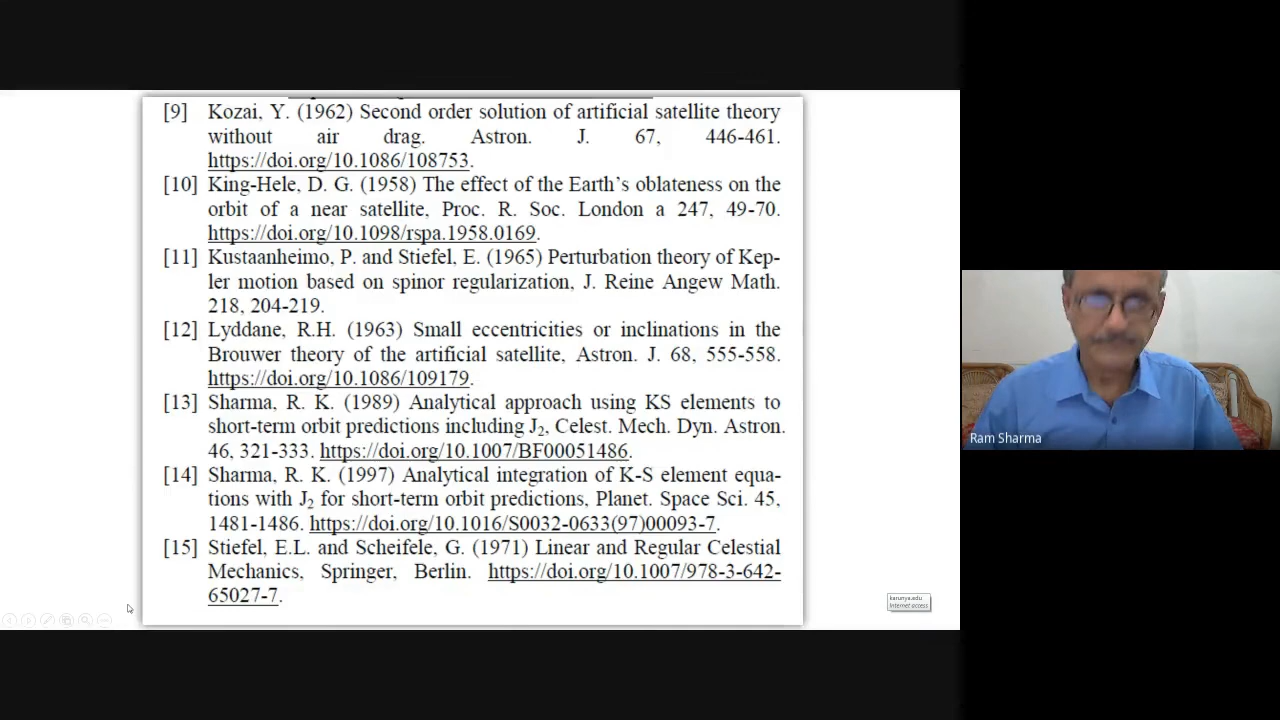 [9] Kozai, Y. (1962) Second order solution of artificial satellite theory
without air drag. Astron. J. 67, 446-461.
https://doi.org/10.1086/108753.
[10] King-Hele, D. G. (1958) The effect of the Earth’s oblateness on the
orbit of a near satellite, Proc. R. Soc. London a 247, 49-70.
https://doi.org/10.1098/rspa.1958.0169.
[11] Kustaanheimo, P. and Stiefel, E. (1965) Perturbation theory of Kep-
ler motion based on spinor regularization, J. Reine Angew Math.
218, 204-219.
[12] Lyddane, R.H. (1963) Small eccentricities or inclinations in the
Brouwer theory of the artificial satellite, Astron. J. 68, 555-558.
https://doi.org/10.1086/109179.
[13] Sharma, R. K. (1989) Analytical approach using KS elements to
short-term orbit predictions including J₂, Celest. Mech. Dyn. Astron.
46, 321-333. https://doi.org/10.1007/BF00051486.
[14] Sharma, R. K. (1997) Analytical integration of K-S element equa-
tions with J₂ for short-term orbit predictions, Planet. Space Sci. 45,
1481-1486. https://doi.org/10.1016/S0032-0633(97)00093-7.
[15] Stiefel, E.L. and Scheifele, G. (1971) Linear and Regular Celestial
Mechanics, Springer, Berlin. https://doi.org/10.1007/978-3-642-
65027-7.
karunya.edu
Internet access
Ram Sharma